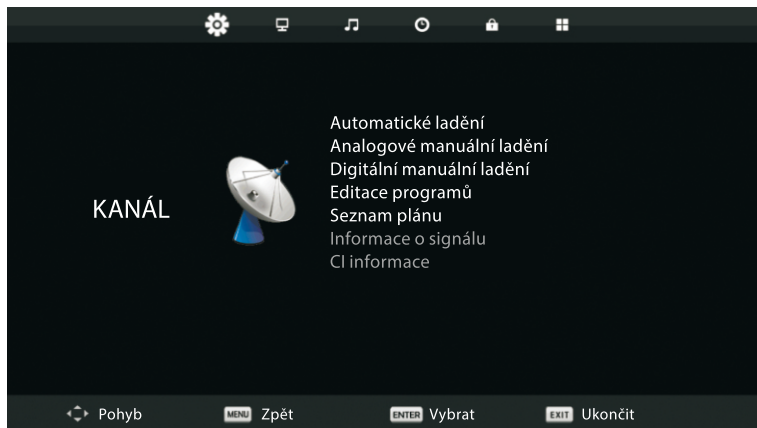 Automatické ladění
Analogové manuální ladění
Digitální manuální ladění
Editace programů
KANÁL
Seznam plánu
Informace o signálu
CI informace
Pohyb MENU Zpět ENTER Vybrat EXIT Ukončit